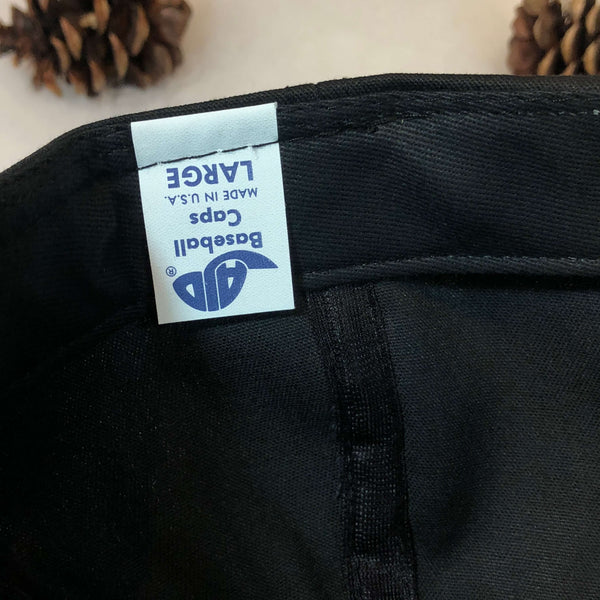 AJD®
Baseball
Caps
MADE IN U.S.A.
LARGE